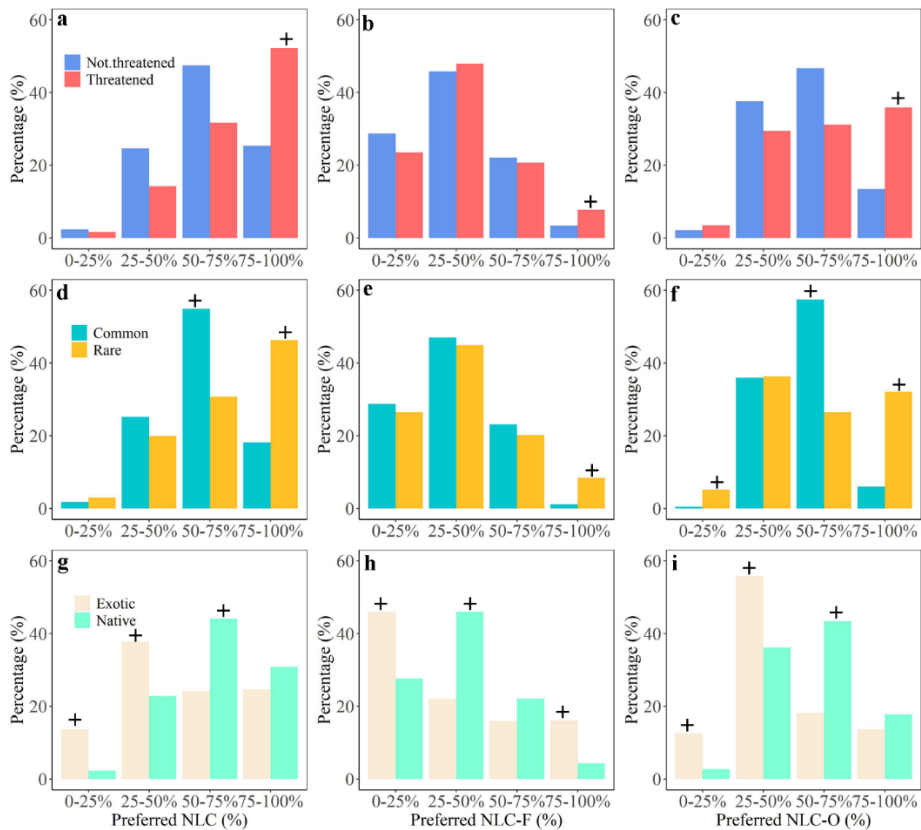 a
60
40
20
0
Percentage (%)
Not.threatened
Threatened
+
0-25% 25-50% 50-75%75-100%
b
60
40
20
0
Percentage (%)
+
0-25% 25-50% 50-75% 75-100%
c
60
40
20
0
Percentage (%)
+
0-25% 25-50% 50-75%75-100%
d
60
40
20
0
Percentage (%)
Common
Rare
+ +
0-25% 25-50% 50-75%75-100%
e
60
40
20
0
Percentage (%)
+
0-25% 25-50% 50-75% 75-100%
f
60
40
20
0
Percentage (%)
+ + +
0-25% 25-50% 50-75%75-100%
g
60
40
20
0
Percentage (%)
Exotic
Native
+ + +
0-25% 25-50% 50-75%75-100%
Preferred NLC (%)
h
60
40
20
0
Percentage (%)
+ + +
0-25% 25-50% 50-75% 75-100%
Preferred NLC-F (%)
i
60
40
20
0
Percentage (%)
+ + +
0-25% 25-50% 50-75%75-100%
Preferred NLC-O (%)